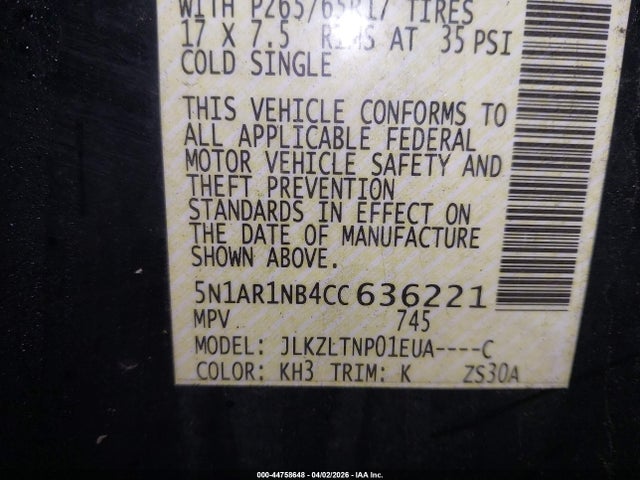 WITH P265/65R17 TIRES
17 X 7.5 RIMS AT 35 PSI
COLD SINGLE
THIS VEHICLE CONFORMS TO
ALL APPLICABLE FEDERAL
MOTOR VEHICLE SAFETY AND
THEFT PREVENTION
STANDARDS IN EFFECT ON
THE DATE OF MANUFACTURE
SHOWN ABOVE.
5N1AR1NB4CC636221
MPV 745
MODEL: JLKZLTNP01EUA----C
COLOR: KH3 TRIM: K ZS30A
000-44758648 - 04/02/2026 - IAA Inc.